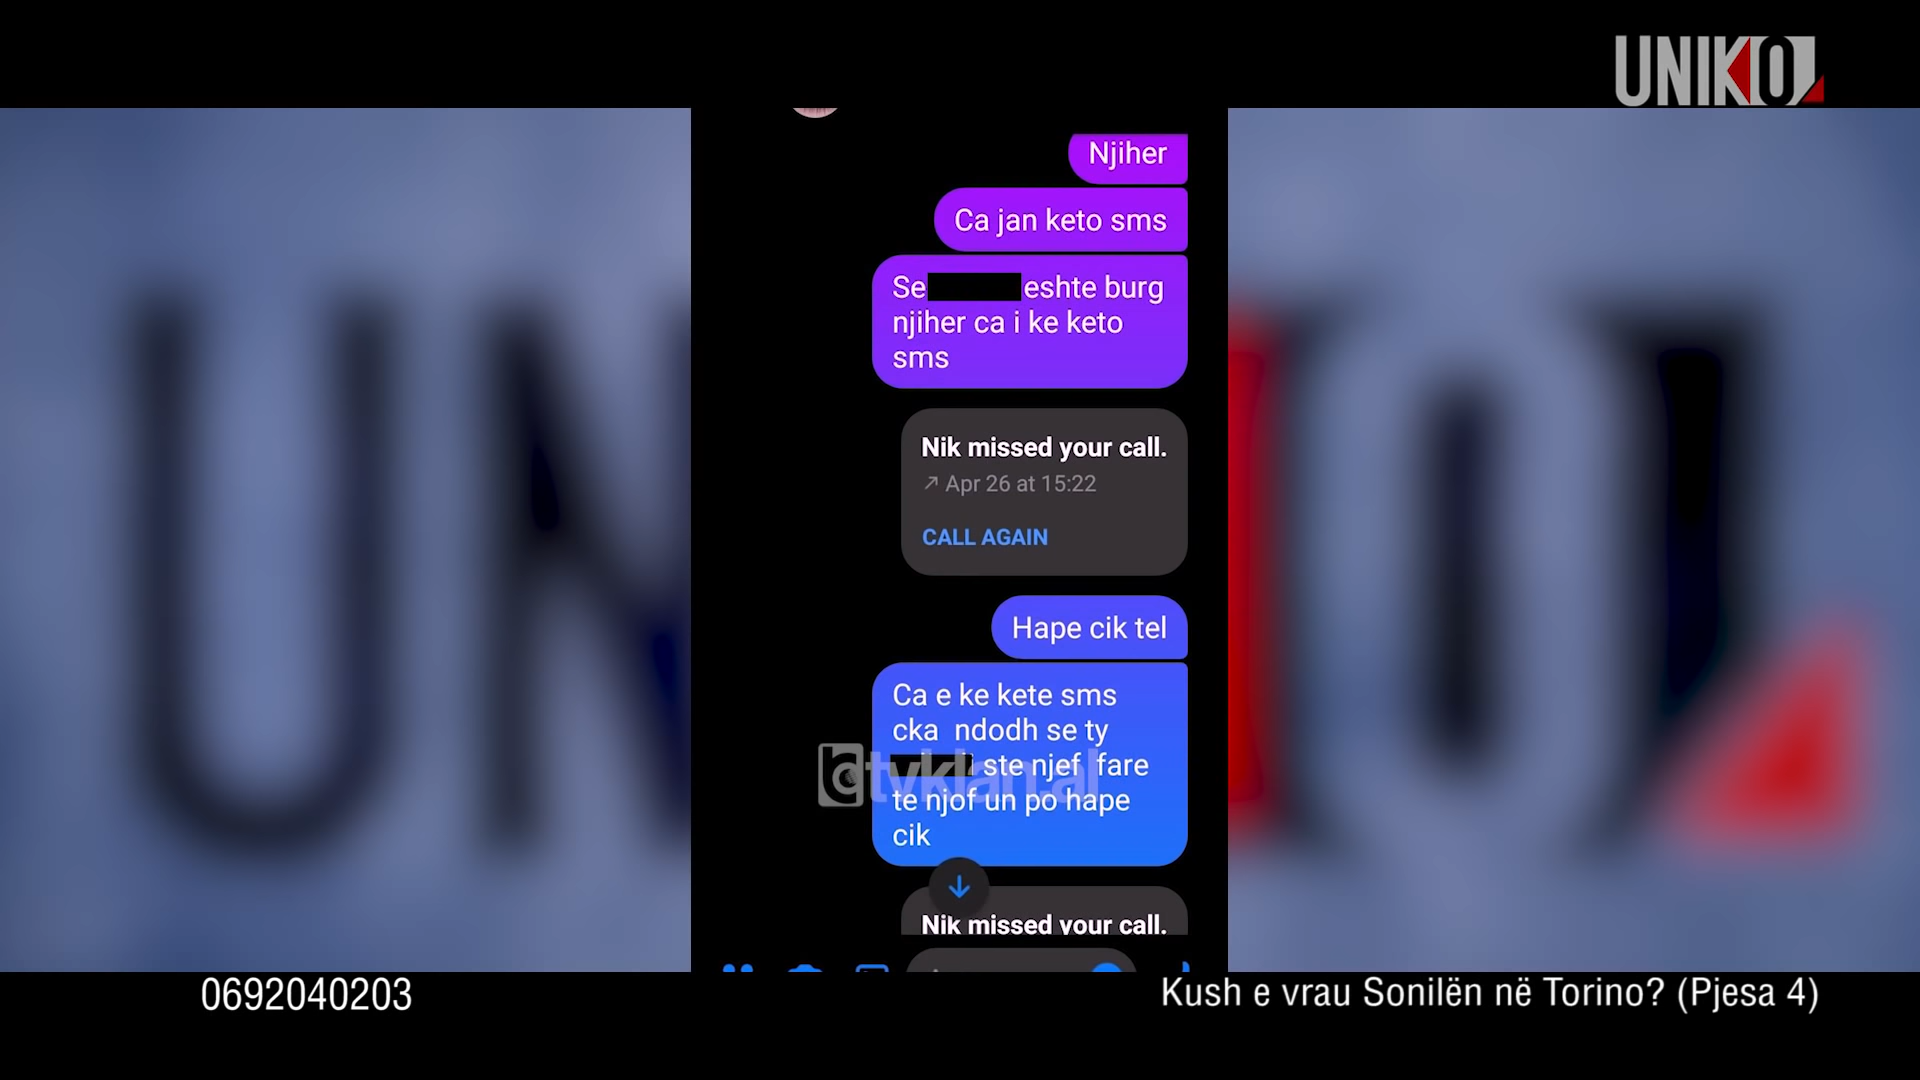 UNIKO
Njiher
Ca jan keto sms
Se eshte burg
njiher ca i ke keto
sms
Nik missed your call.
Apr 26 at 15:22
CALL AGAIN
Hape cik tel
Ca e ke kete sms
cka ndodh se ty
ste njef fare
te njof un po hape
cik
tvklan.al
Nik missed your call.
0692040203
Kush e vrau Sonilën në Torino? (Pjesa 4)